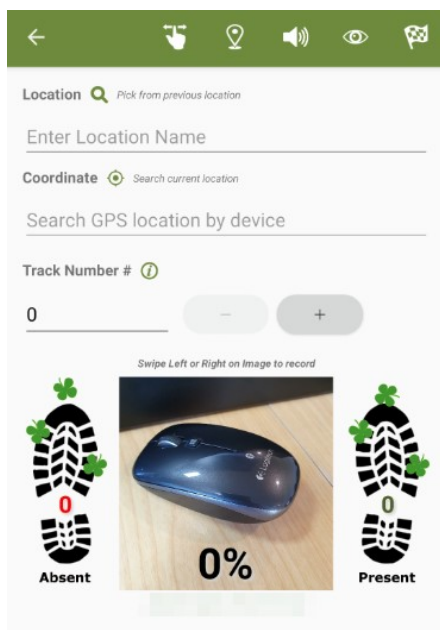 Location Pick from previous location
Enter Location Name
Coordinate Search current location
Search GPS location by device
Track Number # i
0 − +
Swipe Left or Right on Image to record
Logitech
0 0
0%
Absent Present